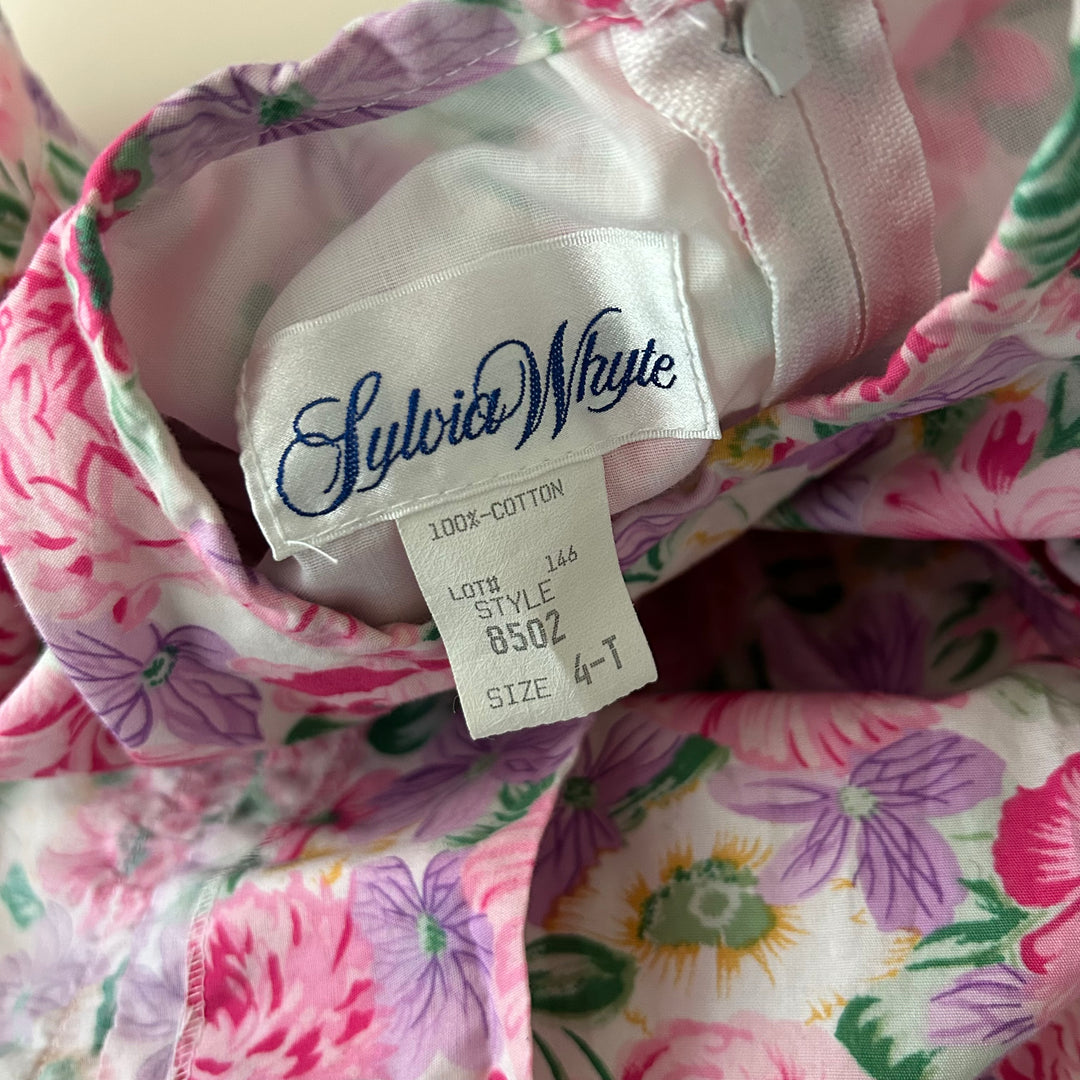 Sylvia Whyte
100%-COTTON
LOT# 146
STYLE
8502
SIZE 4-T